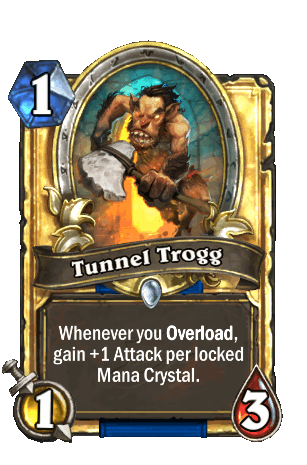 1
Tunnel Trogg
Whenever you Overload,
gain +1 Attack per locked
Mana Crystal.
1
3